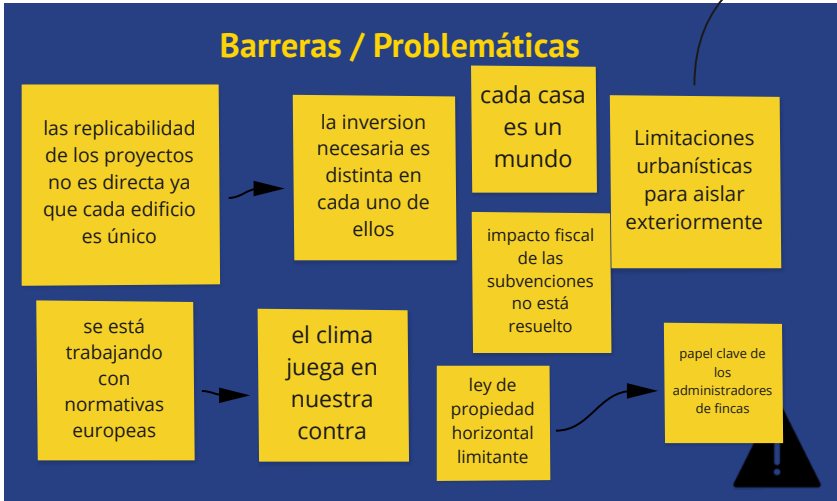 Barreras / Problemáticas
las replicabilidad
de los proyectos
no es directa ya
que cada edificio
es único
la inversion
necesaria es
distinta en
cada uno de
ellos
cada casa
es un
mundo
Limitaciones
urbanísticas
para aislar
exteriormente
impacto fiscal
de las
subvenciones
no está
resuelto
se está
trabajando
con
normativas
europeas
el clima
juega en
nuestra
contra
ley de
propiedad
horizontal
limitante
papel clave de
los
administradores
de fincas